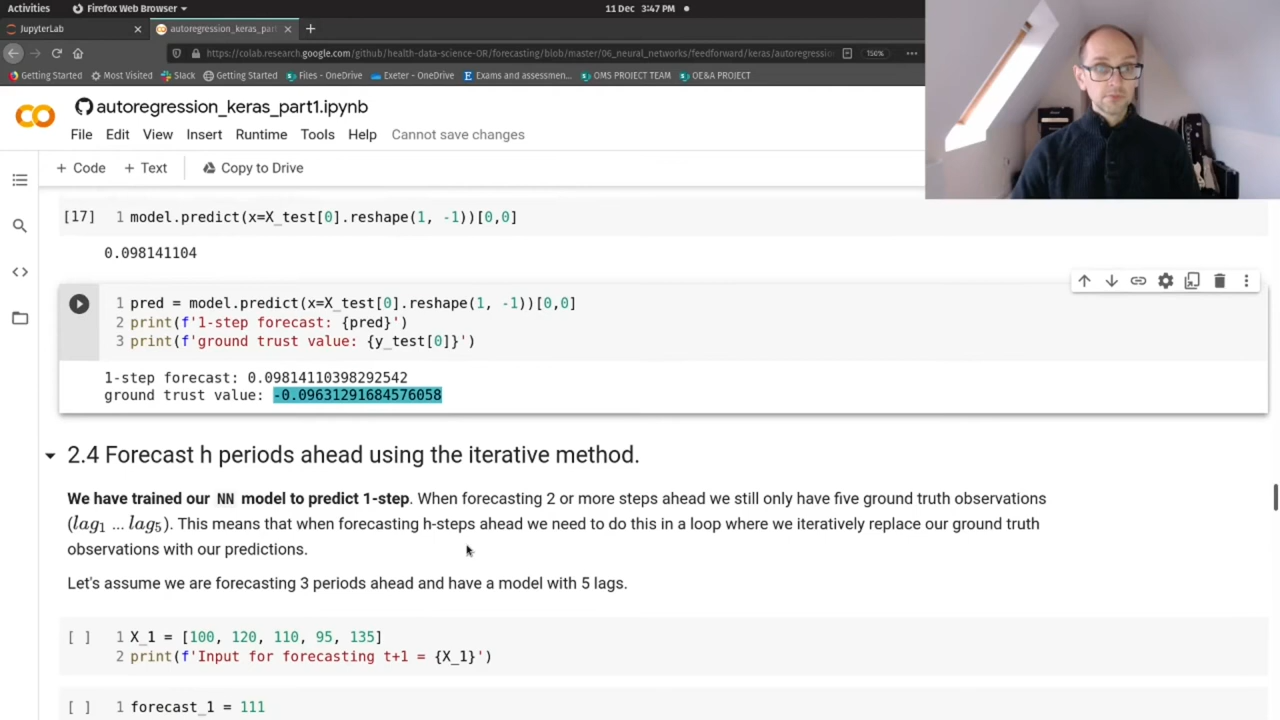 Activities
Firefox Web Browser
11 Dec 3:47 PM
JupyterLab
autoregression_keras_part
https://colab.research.google.com/github/health-data-science-OR/forecasting/blob/master/06_neural_networks/feedforward/keras/autoregression
150%
Getting Started
Most Visited
Slack
Getting Started
Files - OneDrive
Exeter - OneDrive
Exams and assessmen...
OMS PROJECT TEAM
OE&A PROJECT
autoregression_keras_part1.ipynb
File Edit View Insert Runtime Tools Help Cannot save changes
+ Code + Text Copy to Drive
[17] 1 model.predict(x=X_test[0].reshape(1, -1))[0,0]
0.098141104
1 pred = model.predict(x=X_test[0].reshape(1, -1))[0,0]
2 print(f'1-step forecast: {pred}')
3 print(f'ground trust value: {y_test[0]}')
1-step forecast: 0.09814110398292542
ground trust value: -0.09631291684576058
2.4 Forecast h periods ahead using the iterative method.
We have trained our NN model to predict 1-step. When forecasting 2 or more steps ahead we still only have five ground truth observations
(lag₁ ... lag₅). This means that when forecasting h-steps ahead we need to do this in a loop where we iteratively replace our ground truth
observations with our predictions.
Let's assume we are forecasting 3 periods ahead and have a model with 5 lags.
[ ] 1 X_1 = [100, 120, 110, 95, 135]
2 print(f'Input for forecasting t+1 = {X_1}')
[ ] 1 forecast_1 = 111